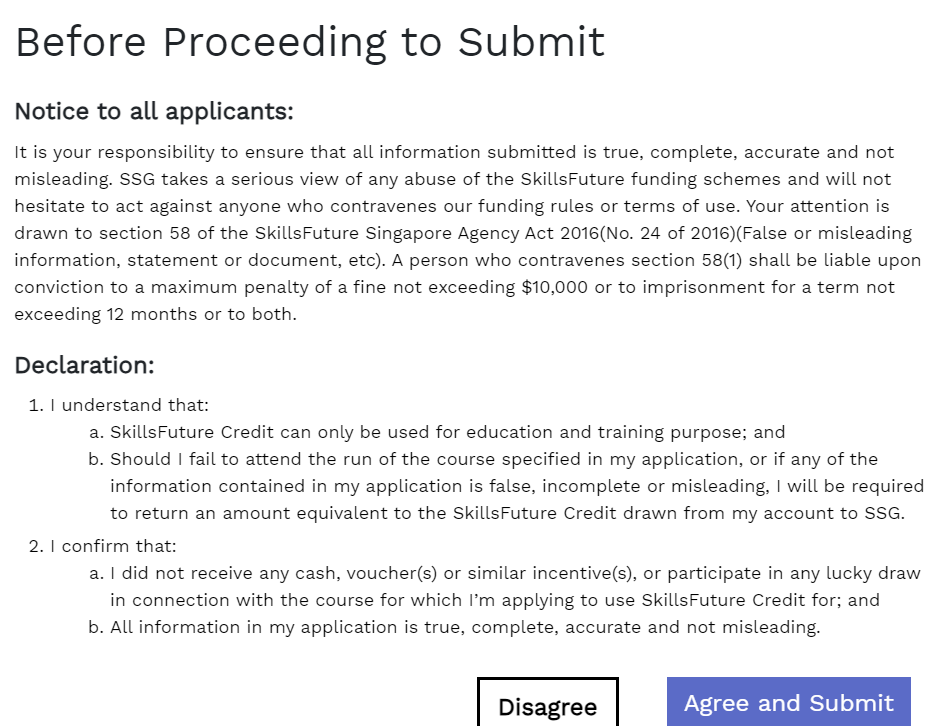 Before Proceeding to Submit
Notice to all applicants:
It is your responsibility to ensure that all information submitted is true, complete, accurate and not
misleading. SSG takes a serious view of any abuse of the SkillsFuture funding schemes and will not
hesitate to act against anyone who contravenes our funding rules or terms of use. Your attention is
drawn to section 58 of the SkillsFuture Singapore Agency Act 2016(No. 24 of 2016)(False or misleading
information, statement or document, etc). A person who contravenes section 58(1) shall be liable upon
conviction to a maximum penalty of a fine not exceeding $10,000 or to imprisonment for a term not
exceeding 12 months or to both.
Declaration:
1. I understand that:
a. SkillsFuture Credit can only be used for education and training purpose; and
b. Should I fail to attend the run of the course specified in my application, or if any of the
information contained in my application is false, incomplete or misleading, I will be required
to return an amount equivalent to the SkillsFuture Credit drawn from my account to SSG.
2. I confirm that:
a. I did not receive any cash, voucher(s) or similar incentive(s), or participate in any lucky draw
in connection with the course for which I’m applying to use SkillsFuture Credit for; and
b. All information in my application is true, complete, accurate and not misleading.
Disagree
Agree and Submit